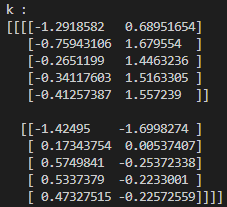 k :
[[[[-1.2918582   0.68951654]
   [-0.75943106  1.679554  ]
   [-0.2651199   1.4463236 ]
   [-0.34117603  1.5163305 ]
   [-0.41257387  1.557239  ]]

  [[-1.42495    -1.6998274 ]
   [ 0.17343754  0.00537407]
   [ 0.5749841  -0.25372338]
   [ 0.5337379  -0.2233001 ]
   [ 0.47327515 -0.22572559]]]]